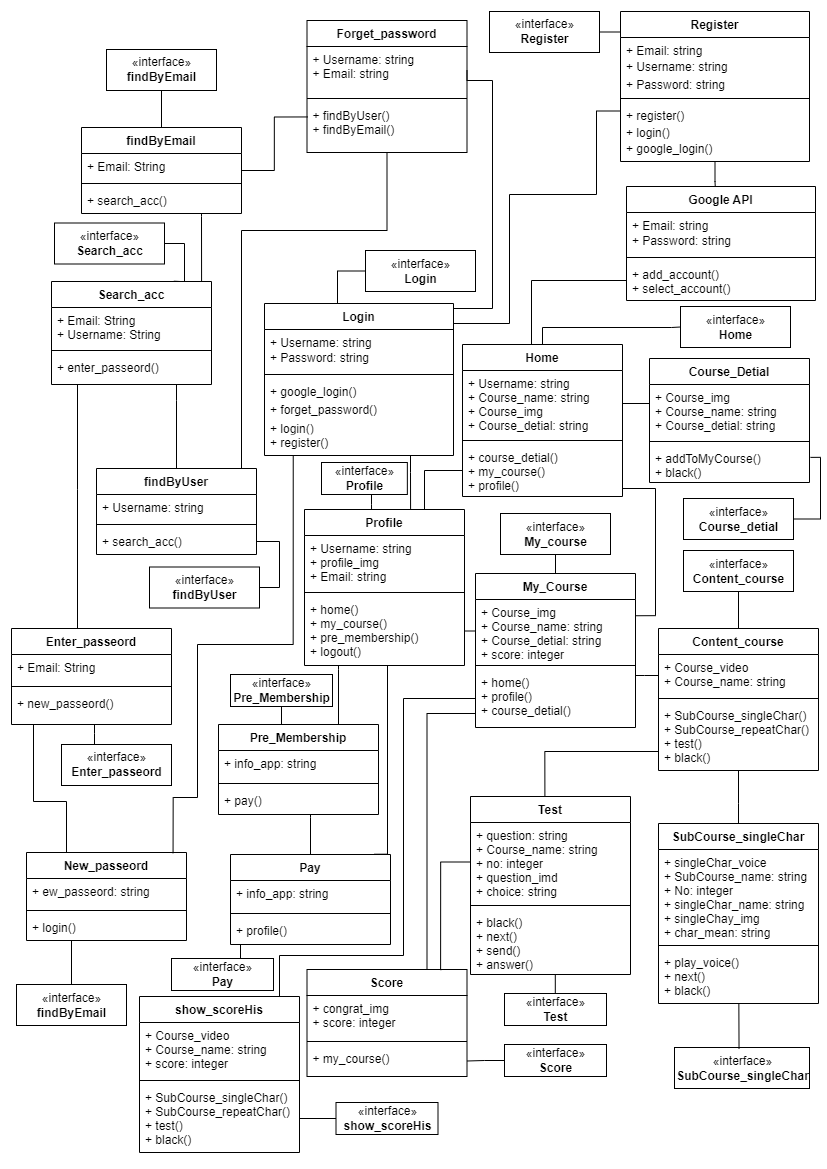 «interface»
Register
Register
+ Email: string
+ Username: string
+ Password: string
+ register()
+ login()
+ google_login()
Forget_password
+ Username: string
+ Email: string
+ findByUser()
+ findByEmail()
«interface»
findByEmail
findByEmail
+ Email: String
+ search_acc()
Google API
+ Email: string
+ Password: string
+ add_account()
+ select_account()
«interface»
Search_acc
Search_acc
+ Email: String
+ Username: String
+ enter_passeord()
«interface»
Login
Login
+ Username: string
+ Password: string
+ google_login()
+ forget_password()
+ login()
+ register()
«interface»
Home
Home
+ Username: string
+ Course_name: string
+ Course_img
+ Course_detial: string
+ course_detial()
+ my_course()
+ profile()
Course_Detial
+ Course_img
+ Course_name: string
+ Course_detial: string
+ addToMyCourse()
+ black()
«interface»
Course_detial
findByUser
+ Username: string
+ search_acc()
«interface»
findByUser
«interface»
Profile
Profile
+ Username: string
+ profile_img
+ Email: string
+ home()
+ my_course()
+ pre_membership()
+ logout()
«interface»
My_course
My_Course
+ Course_img
+ Course_name: string
+ Course_detial: string
+ score: integer
+ home()
+ profile()
+ course_detial()
«interface»
Content_course
Content_course
+ Course_video
+ Course_name: string
+ SubCourse_singleChar()
+ SubCourse_repeatChar()
+ test()
+ black()
Enter_passeord
+ Email: String
+ new_passeord()
«interface»
Enter_passeord
«interface»
Pre_Membership
Pre_Membership
+ info_app: string
+ pay()
New_passeord
+ ew_passeord: string
+ login()
«interface»
findByEmail
Pay
+ info_app: string
+ profile()
«interface»
Pay
Test
+ question: string
+ Course_name: string
+ no: integer
+ question_imd
+ choice: string
+ black()
+ next()
+ send()
+ answer()
«interface»
Test
SubCourse_singleChar
+ singleChar_voice
+ SubCourse_name: string
+ No: integer
+ singleChar_name: string
+ singleChay_img
+ char_mean: string
+ play_voice()
+ next()
+ black()
«interface»
SubCourse_singleChar
Score
+ congrat_img
+ score: integer
+ my_course()
«interface»
Score
show_scoreHis
+ Course_video
+ Course_name: string
+ score: integer
+ SubCourse_singleChar()
+ SubCourse_repeatChar()
+ test()
+ black()
«interface»
show_scoreHis